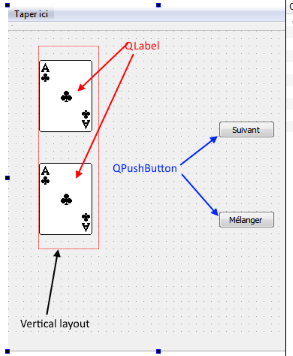 Taper ici
QLabel
A
A
Suivant
QPushButton
A
A
Mélanger
Vertical layout